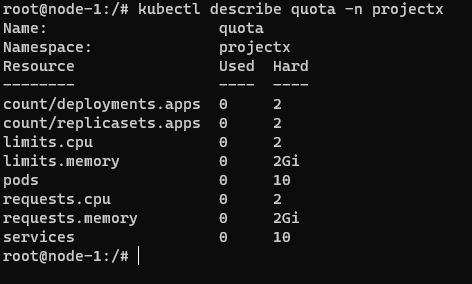 root@node-1:/# kubectl describe quota -n projectx
Name:                   quota
Namespace:              projectx
Resource                Used  Hard
--------                ----  ----
count/deployments.apps  0     2
count/replicasets.apps  0     2
limits.cpu              0     2
limits.memory           0     2Gi
pods                    0     10
requests.cpu            0     2
requests.memory         0     2Gi
services                0     10
root@node-1:/#